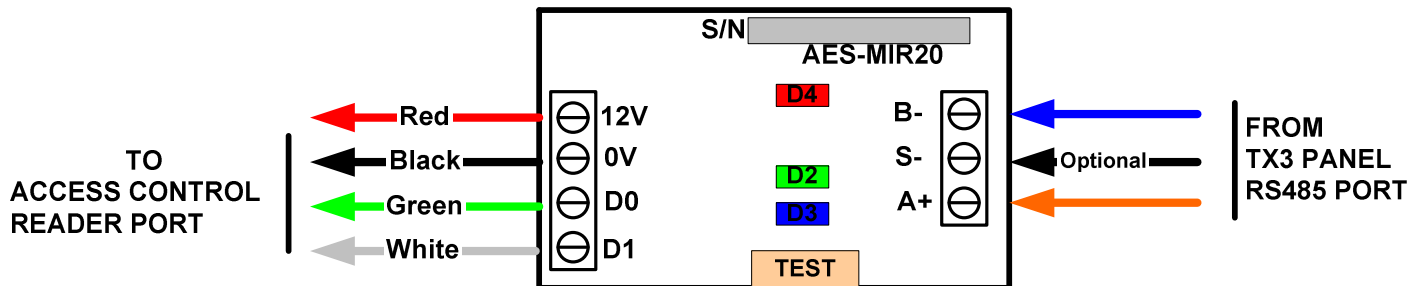 S/N
AES-MIR20
TO
ACCESS CONTROL
READER PORT
Red
Black
Green
White
12V
0V
D0
D1
D4
D2
D3
TEST
B-
S-
A+
Optional
FROM
TX3 PANEL
RS485 PORT